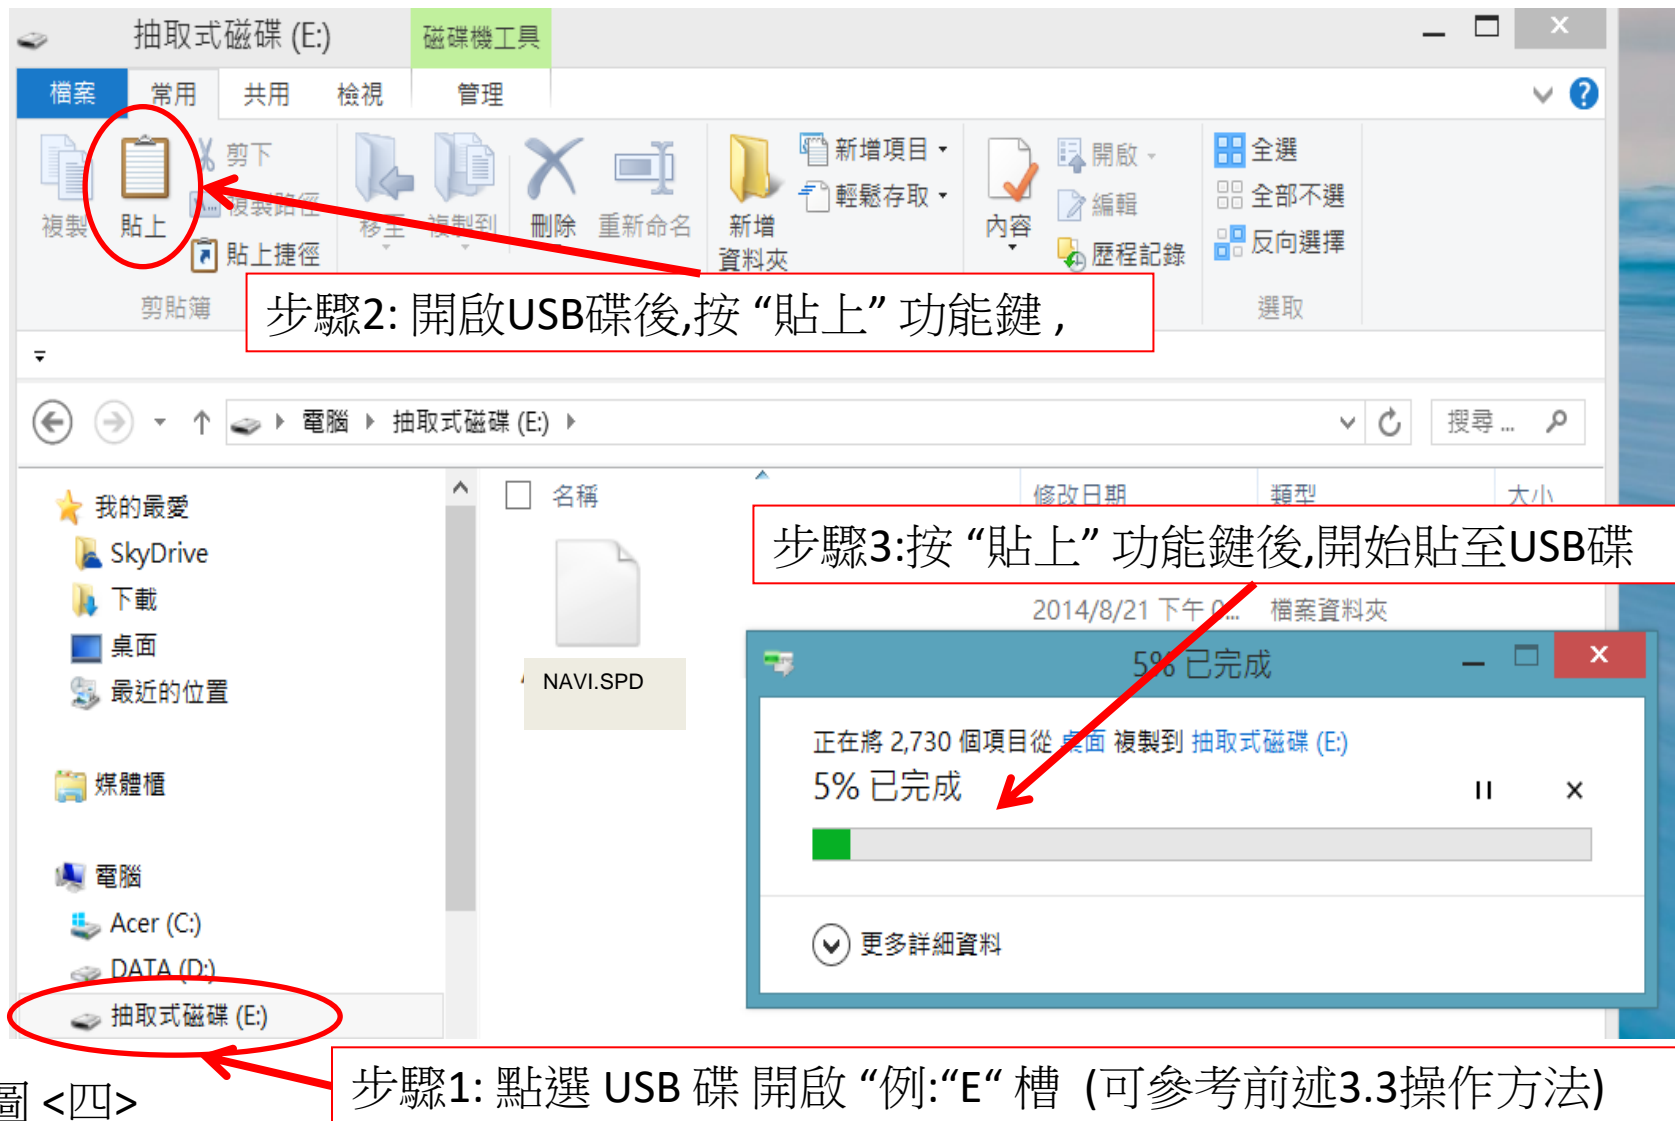 抽取式磁碟 (E:)
磁碟機工具
檔案 常用 共用 檢視 管理
複製
貼上
剪下
複製路徑
貼上捷徑
移至
複製到
刪除
重新命名
新增
資料夾
新增項目
輕鬆存取
內容
開啟
編輯
歷程記錄
全選
全部不選
反向選擇
剪貼簿
選取
步驟2: 開啟USB碟後,按 “貼上” 功能鍵 ,
電腦 抽取式磁碟 (E:)
搜尋 ...
我的最愛
SkyDrive
下載
桌面
最近的位置
媒體櫃
電腦
Acer (C:)
DATA (D:)
抽取式磁碟 (E:)
名稱 修改日期 類型 大小
步驟3:按 “貼上” 功能鍵後,開始貼至USB碟
2014/8/21 下午 0... 檔案資料夾
NAVI.SPD
5% 已完成
正在將 2,730 個項目從 桌面 複製到 抽取式磁碟 (E:)
5% 已完成
更多詳細資料
步驟1: 點選 USB 碟 開啟 “例:“E“ 槽 (可參考前述3.3操作方法)
圖 <四>